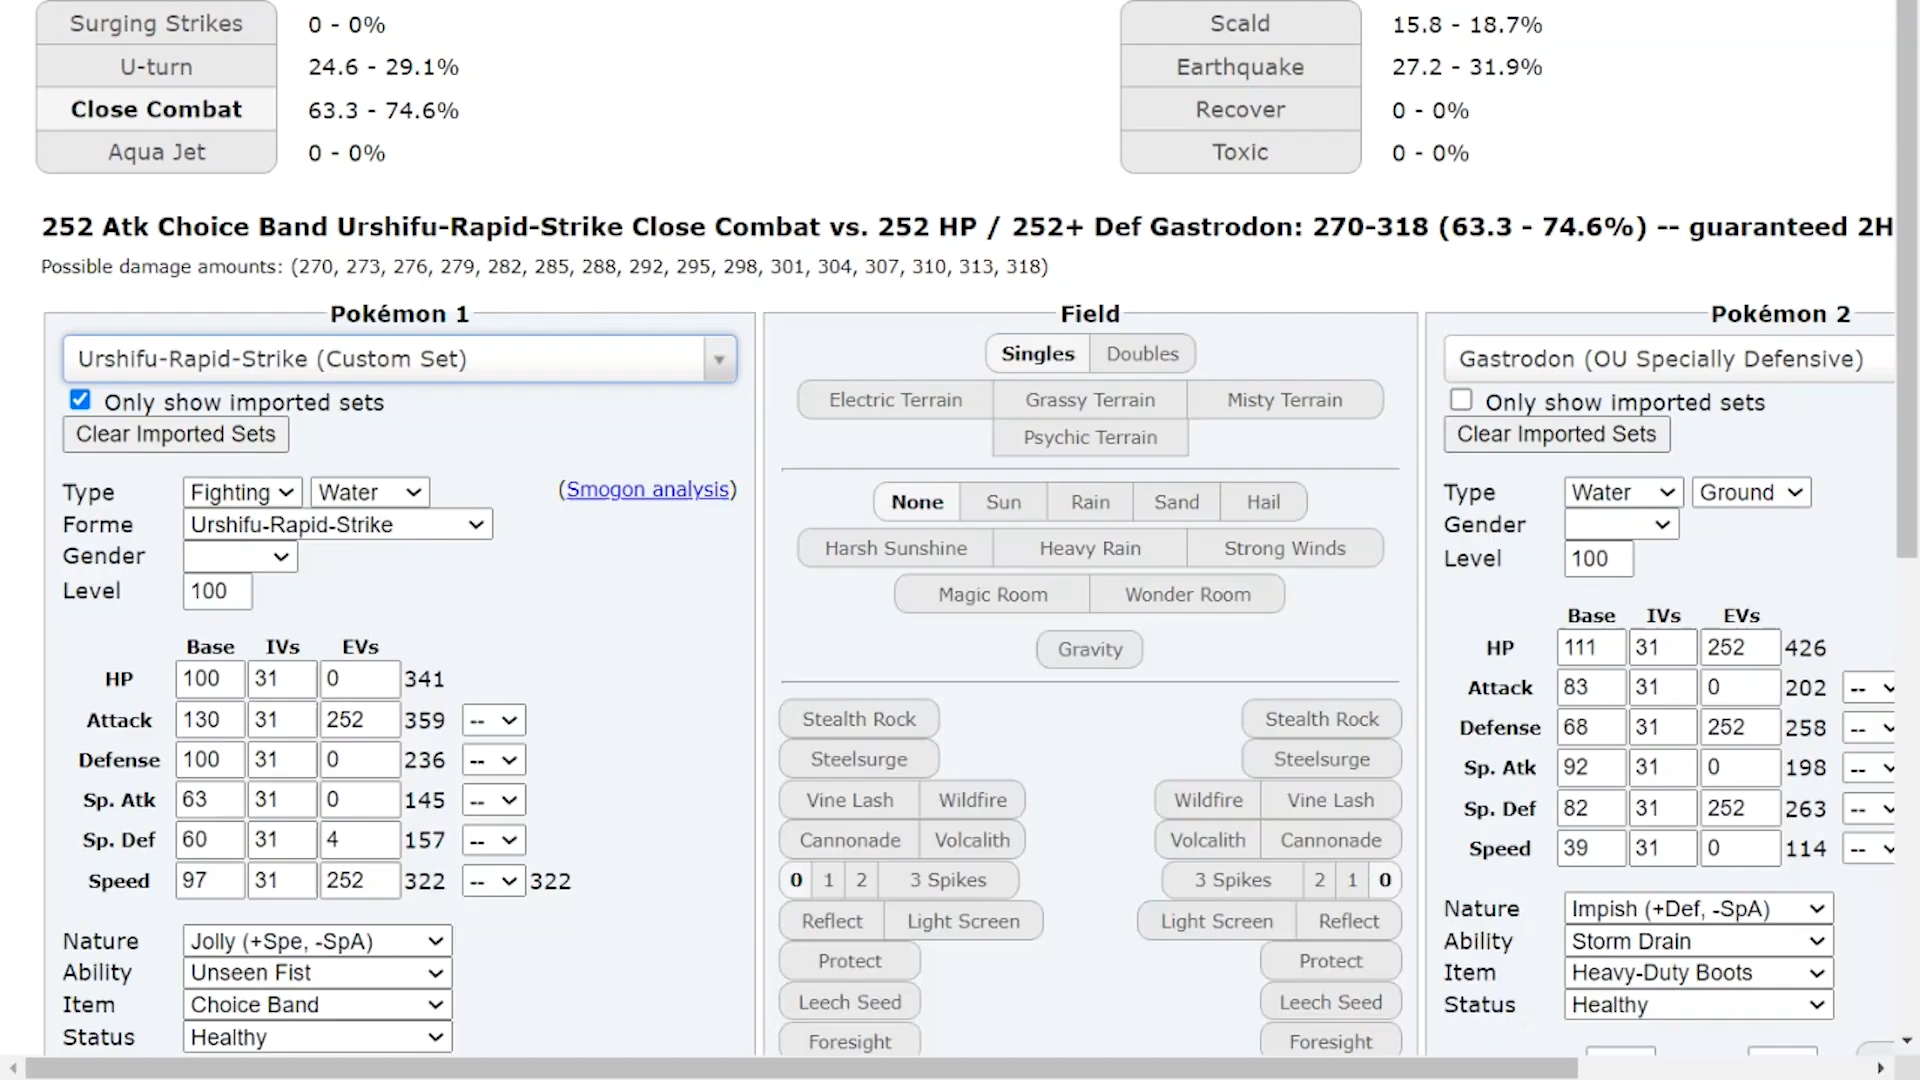 Surging Strikes 0 - 0% Scald 15.8 - 18.7%
U-turn 24.6 - 29.1% Earthquake 27.2 - 31.9%
Close Combat 63.3 - 74.6% Recover 0 - 0%
Aqua Jet 0 - 0% Toxic 0 - 0%
252 Atk Choice Band Urshifu-Rapid-Strike Close Combat vs. 252 HP / 252+ Def Gastrodon: 270-318 (63.3 - 74.6%) -- guaranteed 2H
Possible damage amounts: (270, 273, 276, 279, 282, 285, 288, 292, 295, 298, 301, 304, 307, 310, 313, 318)
Pokémon 1
Urshifu-Rapid-Strike (Custom Set)
Only show imported sets
Clear Imported Sets
Type Fighting Water (Smogon analysis)
Forme Urshifu-Rapid-Strike
Gender
Level 100
Base IVs EVs
HP 100 31 0 341
Attack 130 31 252 359 --
Defense 100 31 0 236 --
Sp. Atk 63 31 0 145 --
Sp. Def 60 31 4 157 --
Speed 97 31 252 322 -- 322
Nature Jolly (+Spe, -SpA)
Ability Unseen Fist
Item Choice Band
Status Healthy
Field
Singles Doubles
Electric Terrain Grassy Terrain Misty Terrain
Psychic Terrain
None Sun Rain Sand Hail
Harsh Sunshine Heavy Rain Strong Winds
Magic Room Wonder Room
Gravity
Stealth Rock Stealth Rock
Steelsurge Steelsurge
Vine Lash Wildfire Wildfire Vine Lash
Cannonade Volcalith Volcalith Cannonade
0 1 2 3 Spikes 3 Spikes 2 1 0
Reflect Light Screen Light Screen Reflect
Protect Protect
Leech Seed Leech Seed
Foresight Foresight
Pokémon 2
Gastrodon (OU Specially Defensive)
Only show imported sets
Clear Imported Sets
Type Water Ground
Gender
Level 100
Base IVs EVs
HP 111 31 252 426
Attack 83 31 0 202 --
Defense 68 31 252 258 --
Sp. Atk 92 31 0 198 --
Sp. Def 82 31 252 263 --
Speed 39 31 0 114 --
Nature Impish (+Def, -SpA)
Ability Storm Drain
Item Heavy-Duty Boots
Status Healthy